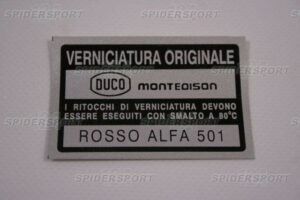 SPIDERSPORT SPIDERSPORT SPIDERSPORT
VERNICIATURA ORIGINALE
DUCO MONTEDISON
I RITOCCHI DI VERNICIATURA DEVONO
ESSERE ESEGUITI CON SMALTO A 80°C
ROSSO ALFA 501
SPIDERSPORT SPIDERSPORT SPIDERSPORT